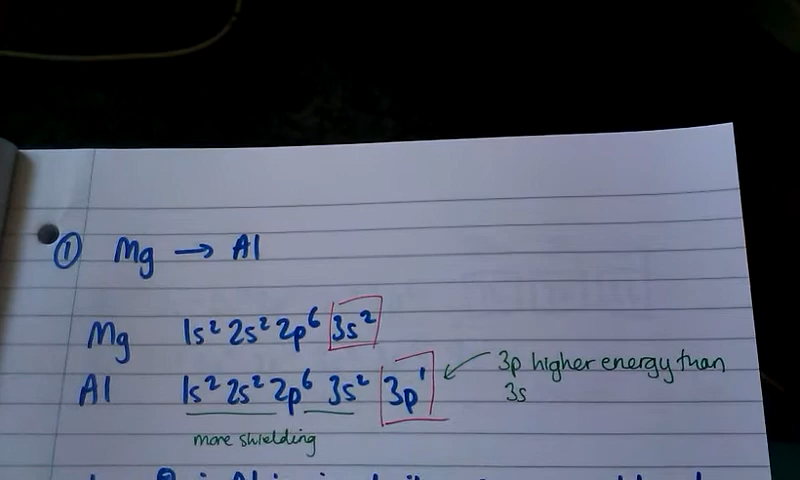 ① Mg → Al
Mg 1s² 2s² 2p⁶ 3s²
Al 1s² 2s² 2p⁶ 3s² 3p¹
3p higher energy than
3s
more shielding